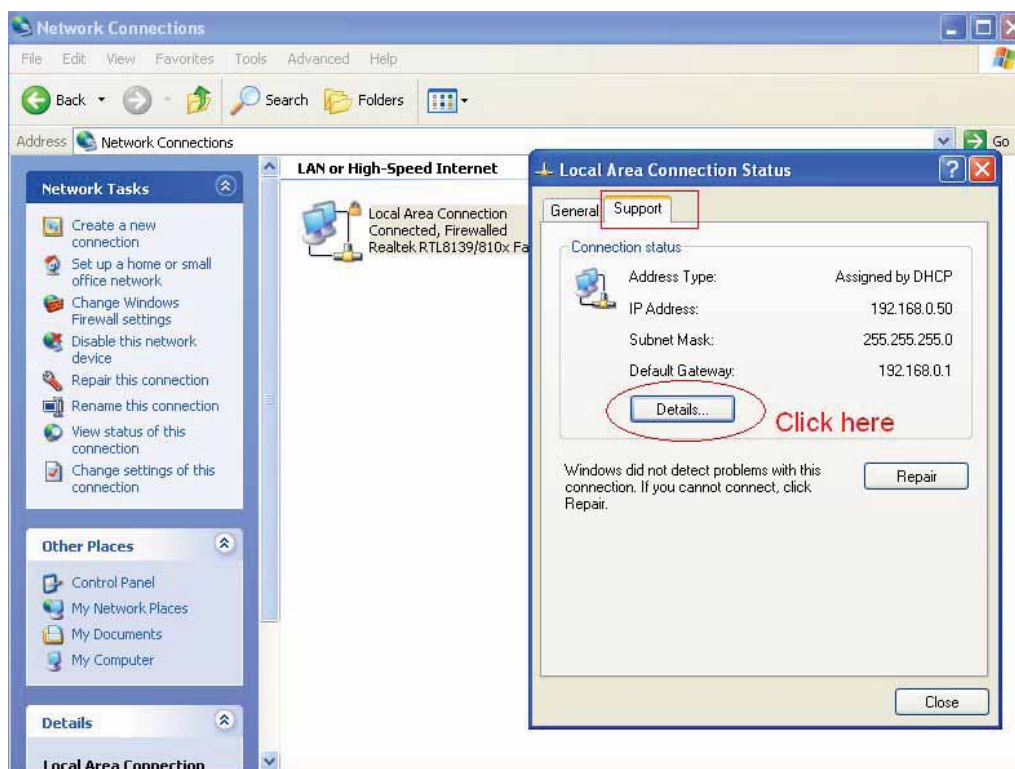 Network Connections
File Edit View Favorites Tools Advanced Help
Back Search Folders
Address Network Connections Go
Network Tasks
Create a new
connection
Set up a home or small
office network
Change Windows
Firewall settings
Disable this network
device
Repair this connection
Rename this connection
View status of this
connection
Change settings of this
connection
Other Places
Control Panel
My Network Places
My Documents
My Computer
Details
Local Area Connection
LAN or High-Speed Internet
Local Area Connection
Connected, Firewalled
Realtek RTL8139/810x Fa
Local Area Connection Status
General Support
Connection status
Address Type: Assigned by DHCP
IP Address: 192.168.0.50
Subnet Mask: 255.255.255.0
Default Gateway: 192.168.0.1
Details...
Click here
Windows did not detect problems with this
connection. If you cannot connect, click
Repair.
Repair
Close